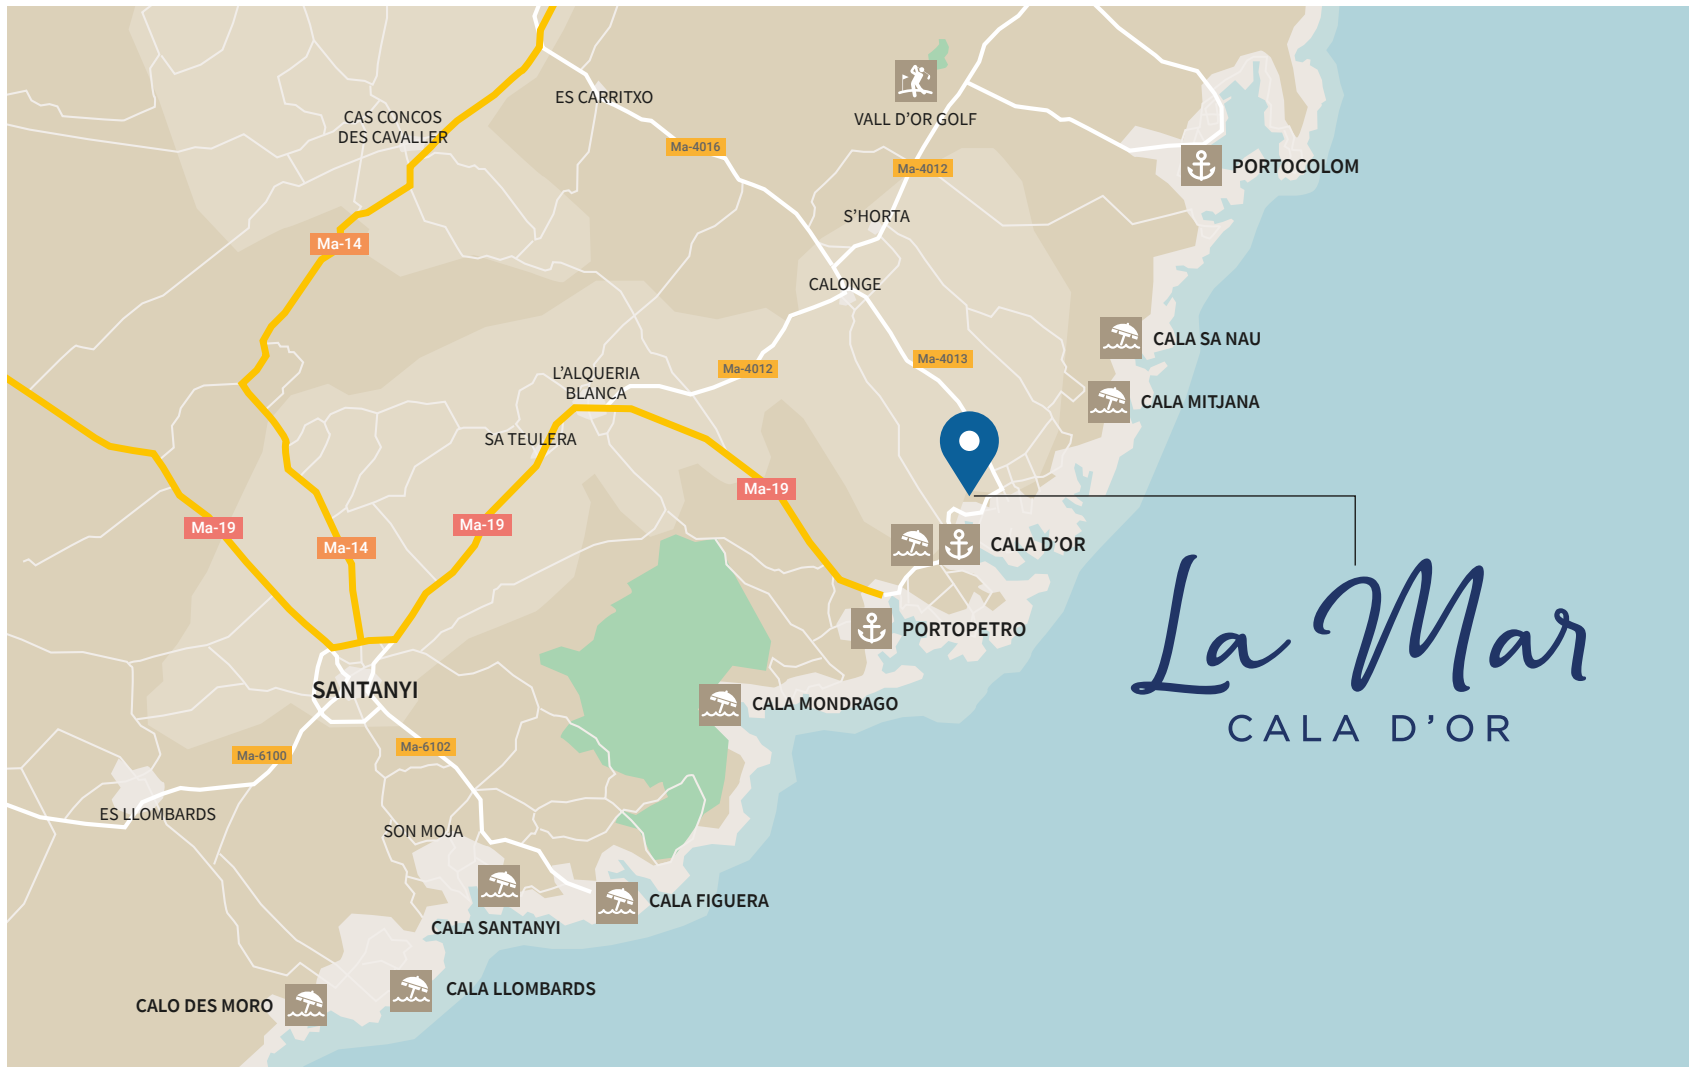 ES CARRITXO
CAS CONCOS
DES CAVALLER
VALL D’OR GOLF
Ma-4016
Ma-4012
PORTOCOLOM
S’HORTA
Ma-14
CALONGE
CALA SA NAU
Ma-4013
Ma-4012
L’ALQUERIA
BLANCA
CALA MITJANA
SA TEULERA
Ma-19
Ma-19
Ma-19
Ma-14
CALA D’OR
PORTOPETRO
La Mar
CALA D’OR
SANTANYI
CALA MONDRAGO
Ma-6102
Ma-6100
ES LLOMBARDS
SON MOJA
CALA FIGUERA
CALA SANTANYI
CALA LLOMBARDS
CALO DES MORO